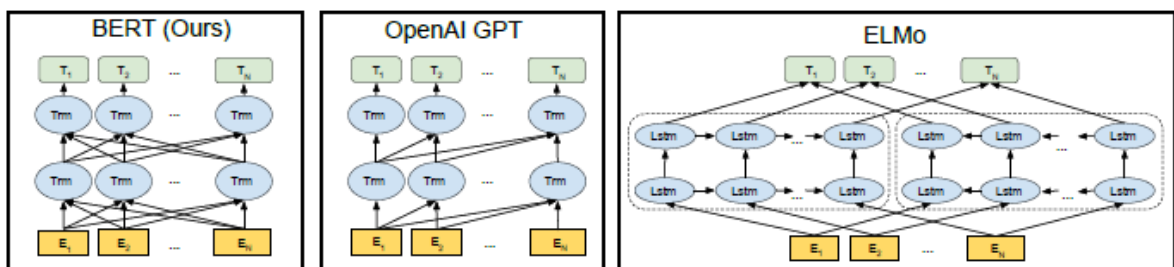 BERT (Ours)
T1 T2 ... TN
Trm Trm ... Trm
Trm Trm ... Trm
E1 E2 ... EN
OpenAI GPT
T1 T2 ... TN
Trm Trm ... Trm
Trm Trm ... Trm
E1 E2 ... EN
ELMo
T1 T2 ... TN
Lstm Lstm ... Lstm Lstm Lstm ... Lstm
Lstm Lstm ... Lstm Lstm Lstm ... Lstm
E1 E2 ... EN